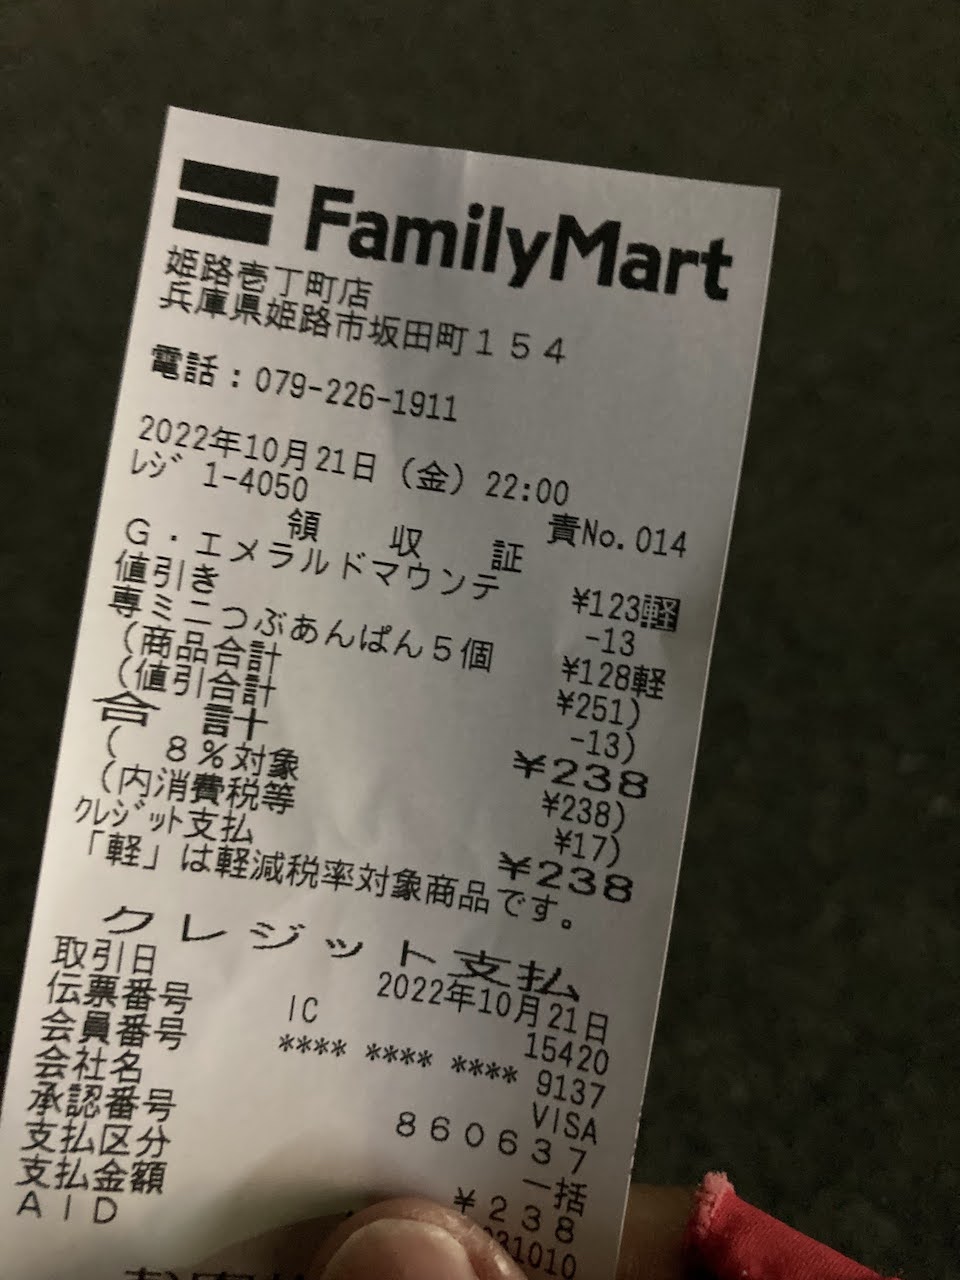 FamilyMart
姫路壱丁町店
兵庫県姫路市坂田町154
電話:079-226-1911
2022年10月21日(金)22:00
レジ 1-4050 責No.014
領 収 証
G.エメラルドマウンテ ¥123軽
値引き -13
専ミニつぶあんぱん5個 ¥128軽
(商品合計 ¥251)
(値引合計 -13)
合 計 ¥238
( 8%対象 ¥238)
(内消費税等 ¥17)
クレジット支払 ¥238
「軽」は軽減税率対象商品です。
クレジット支払
取引日 2022年10月21日
伝票番号 15420
会員番号 IC **** **** **** 9137
会社名 VISA
承認番号 860637
支払区分 一括
支払金額 ¥238
AID 31010